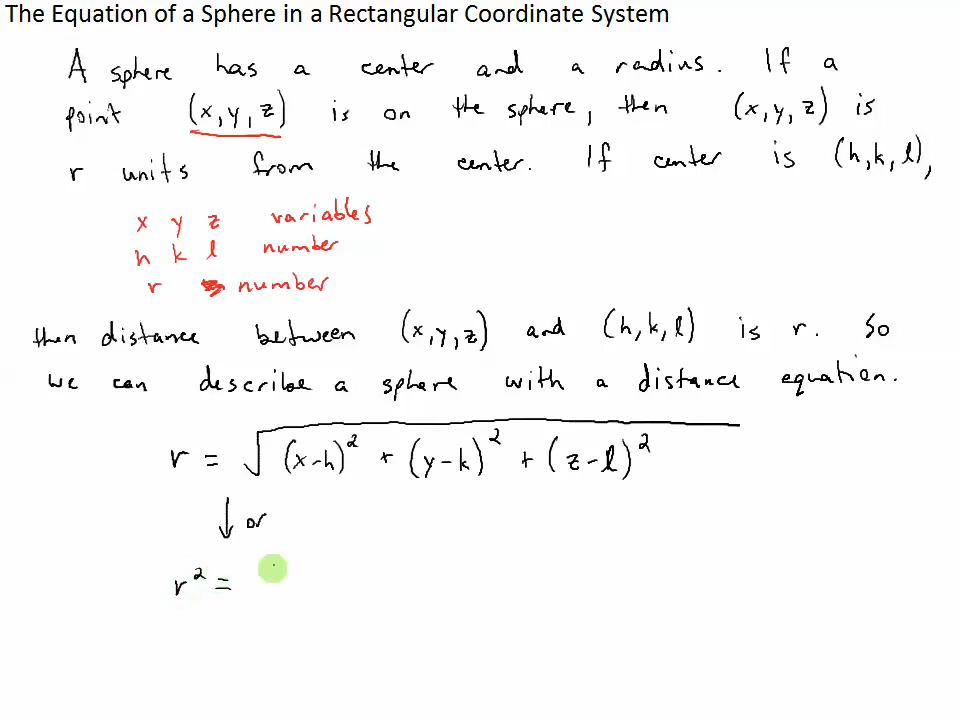 The Equation of a Sphere in a Rectangular Coordinate System
A sphere has a center and a radius. If a
point (x, y, z) is on the sphere, then (x, y, z) is
r units from the center. If center is (h, k, l),
x y z variables
h k l number
r number
then distance between (x, y, z) and (h, k, l) is r. So
we can describe a sphere with a distance equation.
r = √(x-h)² + (y-k)² + (z-l)²
↓ or
r² =